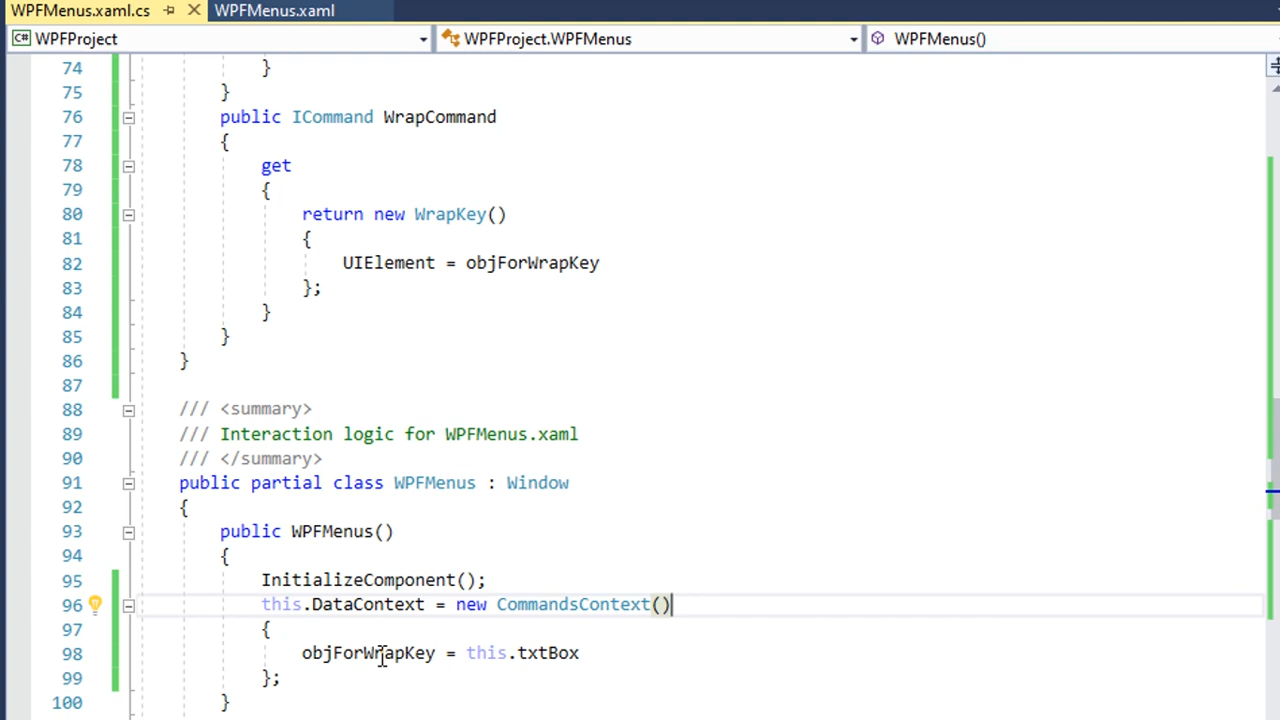 WPFMenus.xaml.cs WPFMenus.xaml
C# WPFProject WPFProject.WPFMenus WPFMenus()
74 }
75 }
76 public ICommand WrapCommand
77 {
78 get
79 {
80 return new WrapKey()
81 {
82 UIElement = objForWrapKey
83 };
84 }
85 }
86 }
87
88 /// <summary>
89 /// Interaction logic for WPFMenus.xaml
90 /// </summary>
91 public partial class WPFMenus : Window
92 {
93 public WPFMenus()
94 {
95 InitializeComponent();
96 this.DataContext = new CommandsContext()
97 {
98 objForWrapKey = this.txtBox
99 };
100 }